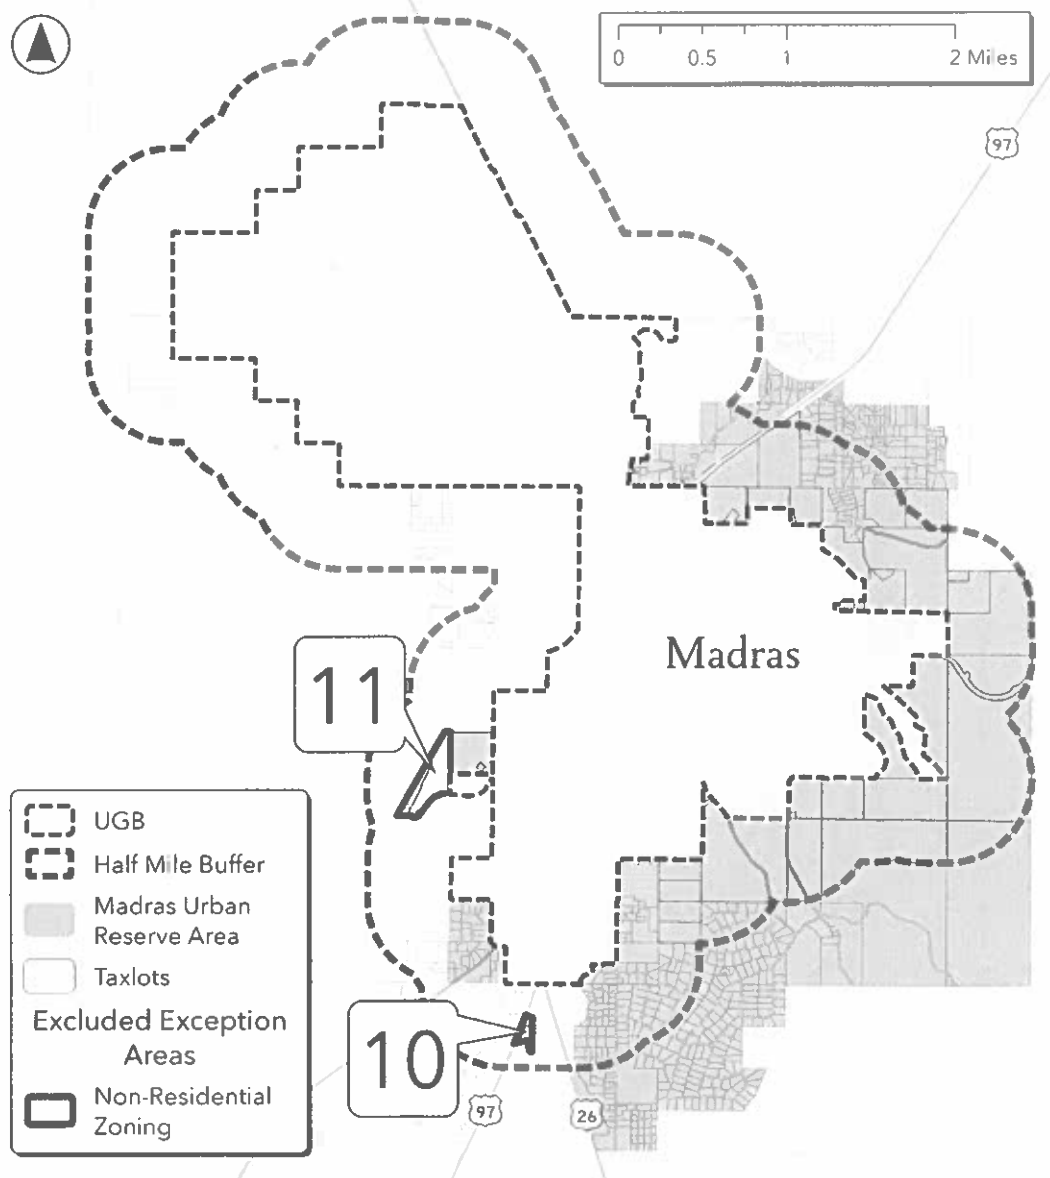 0 0.5 1 2 Miles
97
Madras
11
UGB
Half Mile Buffer
Madras Urban
Reserve Area
Taxlots
Excluded Exception
Areas
Non-Residential
Zoning
10
97
26